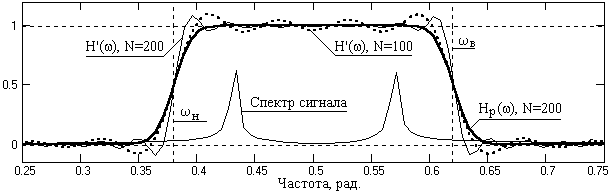 1
H'(ω), N=200
H'(ω), N=100
ωв
0.5
ωн
Спектр сигнала
Hp(ω), N=200
0
0.25 0.3 0.35 0.4 0.45 0.5 0.55 0.6 0.65 0.7 0.75
Частота, рад.